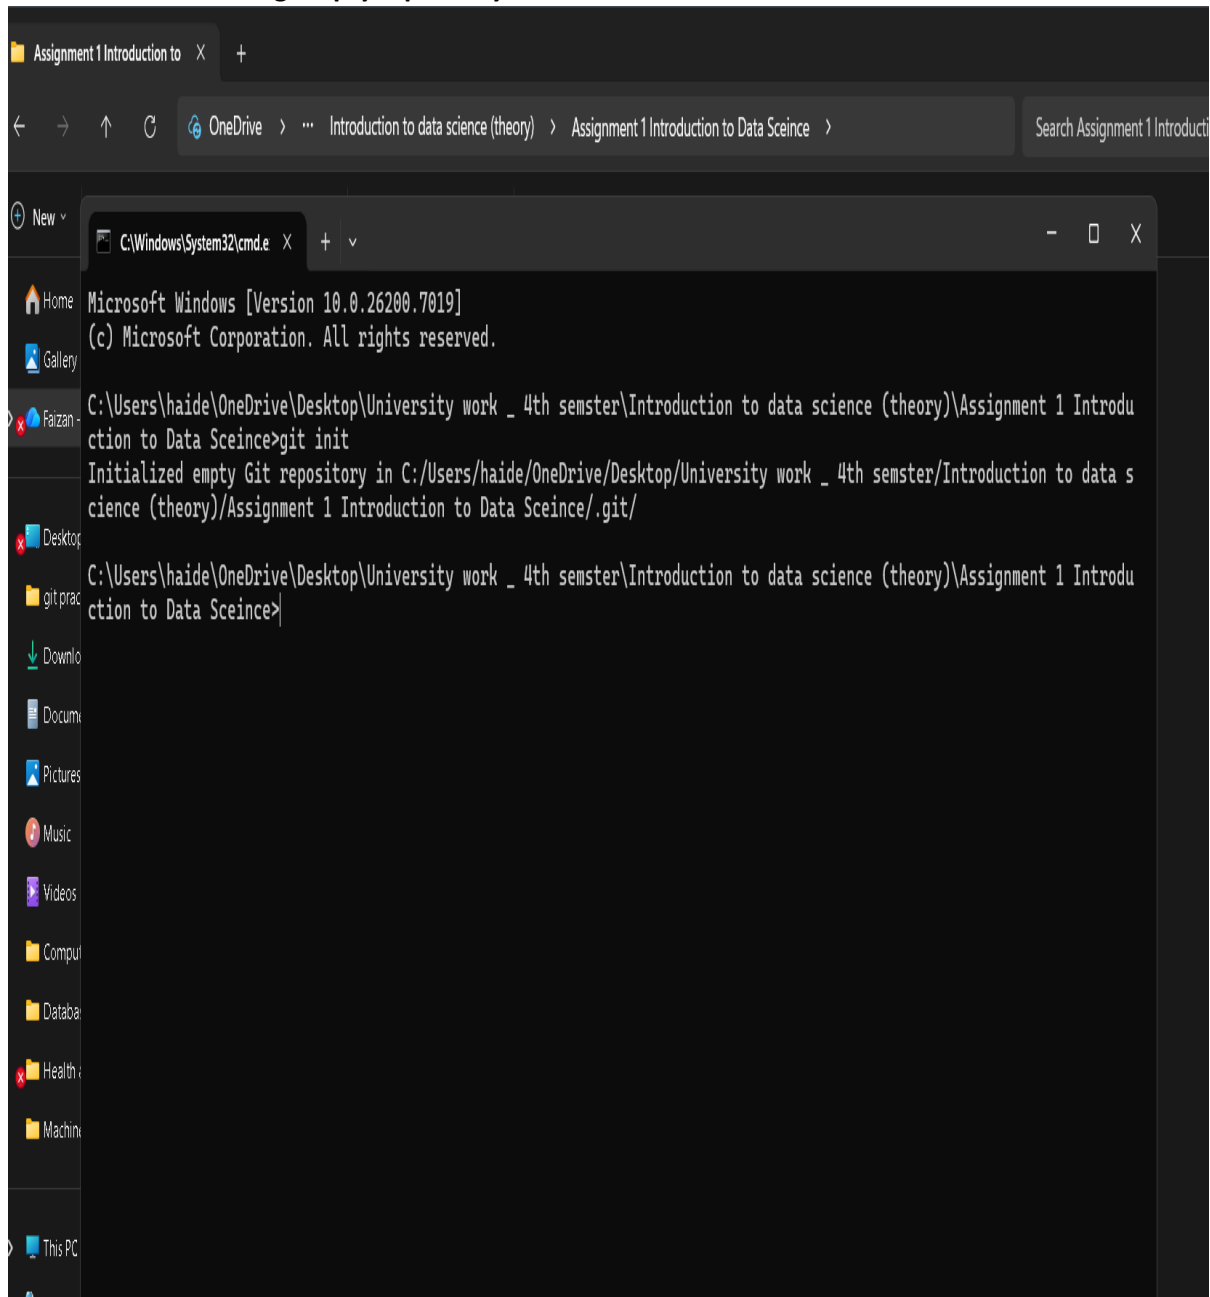 Assignment 1 Introduction to
OneDrive > ... Introduction to data science (theory) > Assignment 1 Introduction to Data Sceince >
Search Assignment 1 Introducti
New
C:\Windows\System32\cmd.e
Microsoft Windows [Version 10.0.26200.7019]
(c) Microsoft Corporation. All rights reserved.
C:\Users\haide\OneDrive\Desktop\University work _ 4th semster\Introduction to data science (theory)\Assignment 1 Introdu
ction to Data Sceince>git init
Initialized empty Git repository in C:/Users/haide/OneDrive/Desktop/University work _ 4th semster/Introduction to data s
cience (theory)/Assignment 1 Introduction to Data Sceince/.git/
C:\Users\haide\OneDrive\Desktop\University work _ 4th semster\Introduction to data science (theory)\Assignment 1 Introdu
ction to Data Sceince>
Home
Gallery
Faizan -
Desktop
git prac
Downlo
Docume
Pictures
Music
Videos
Comput
Databa
Health
Machine
This PC